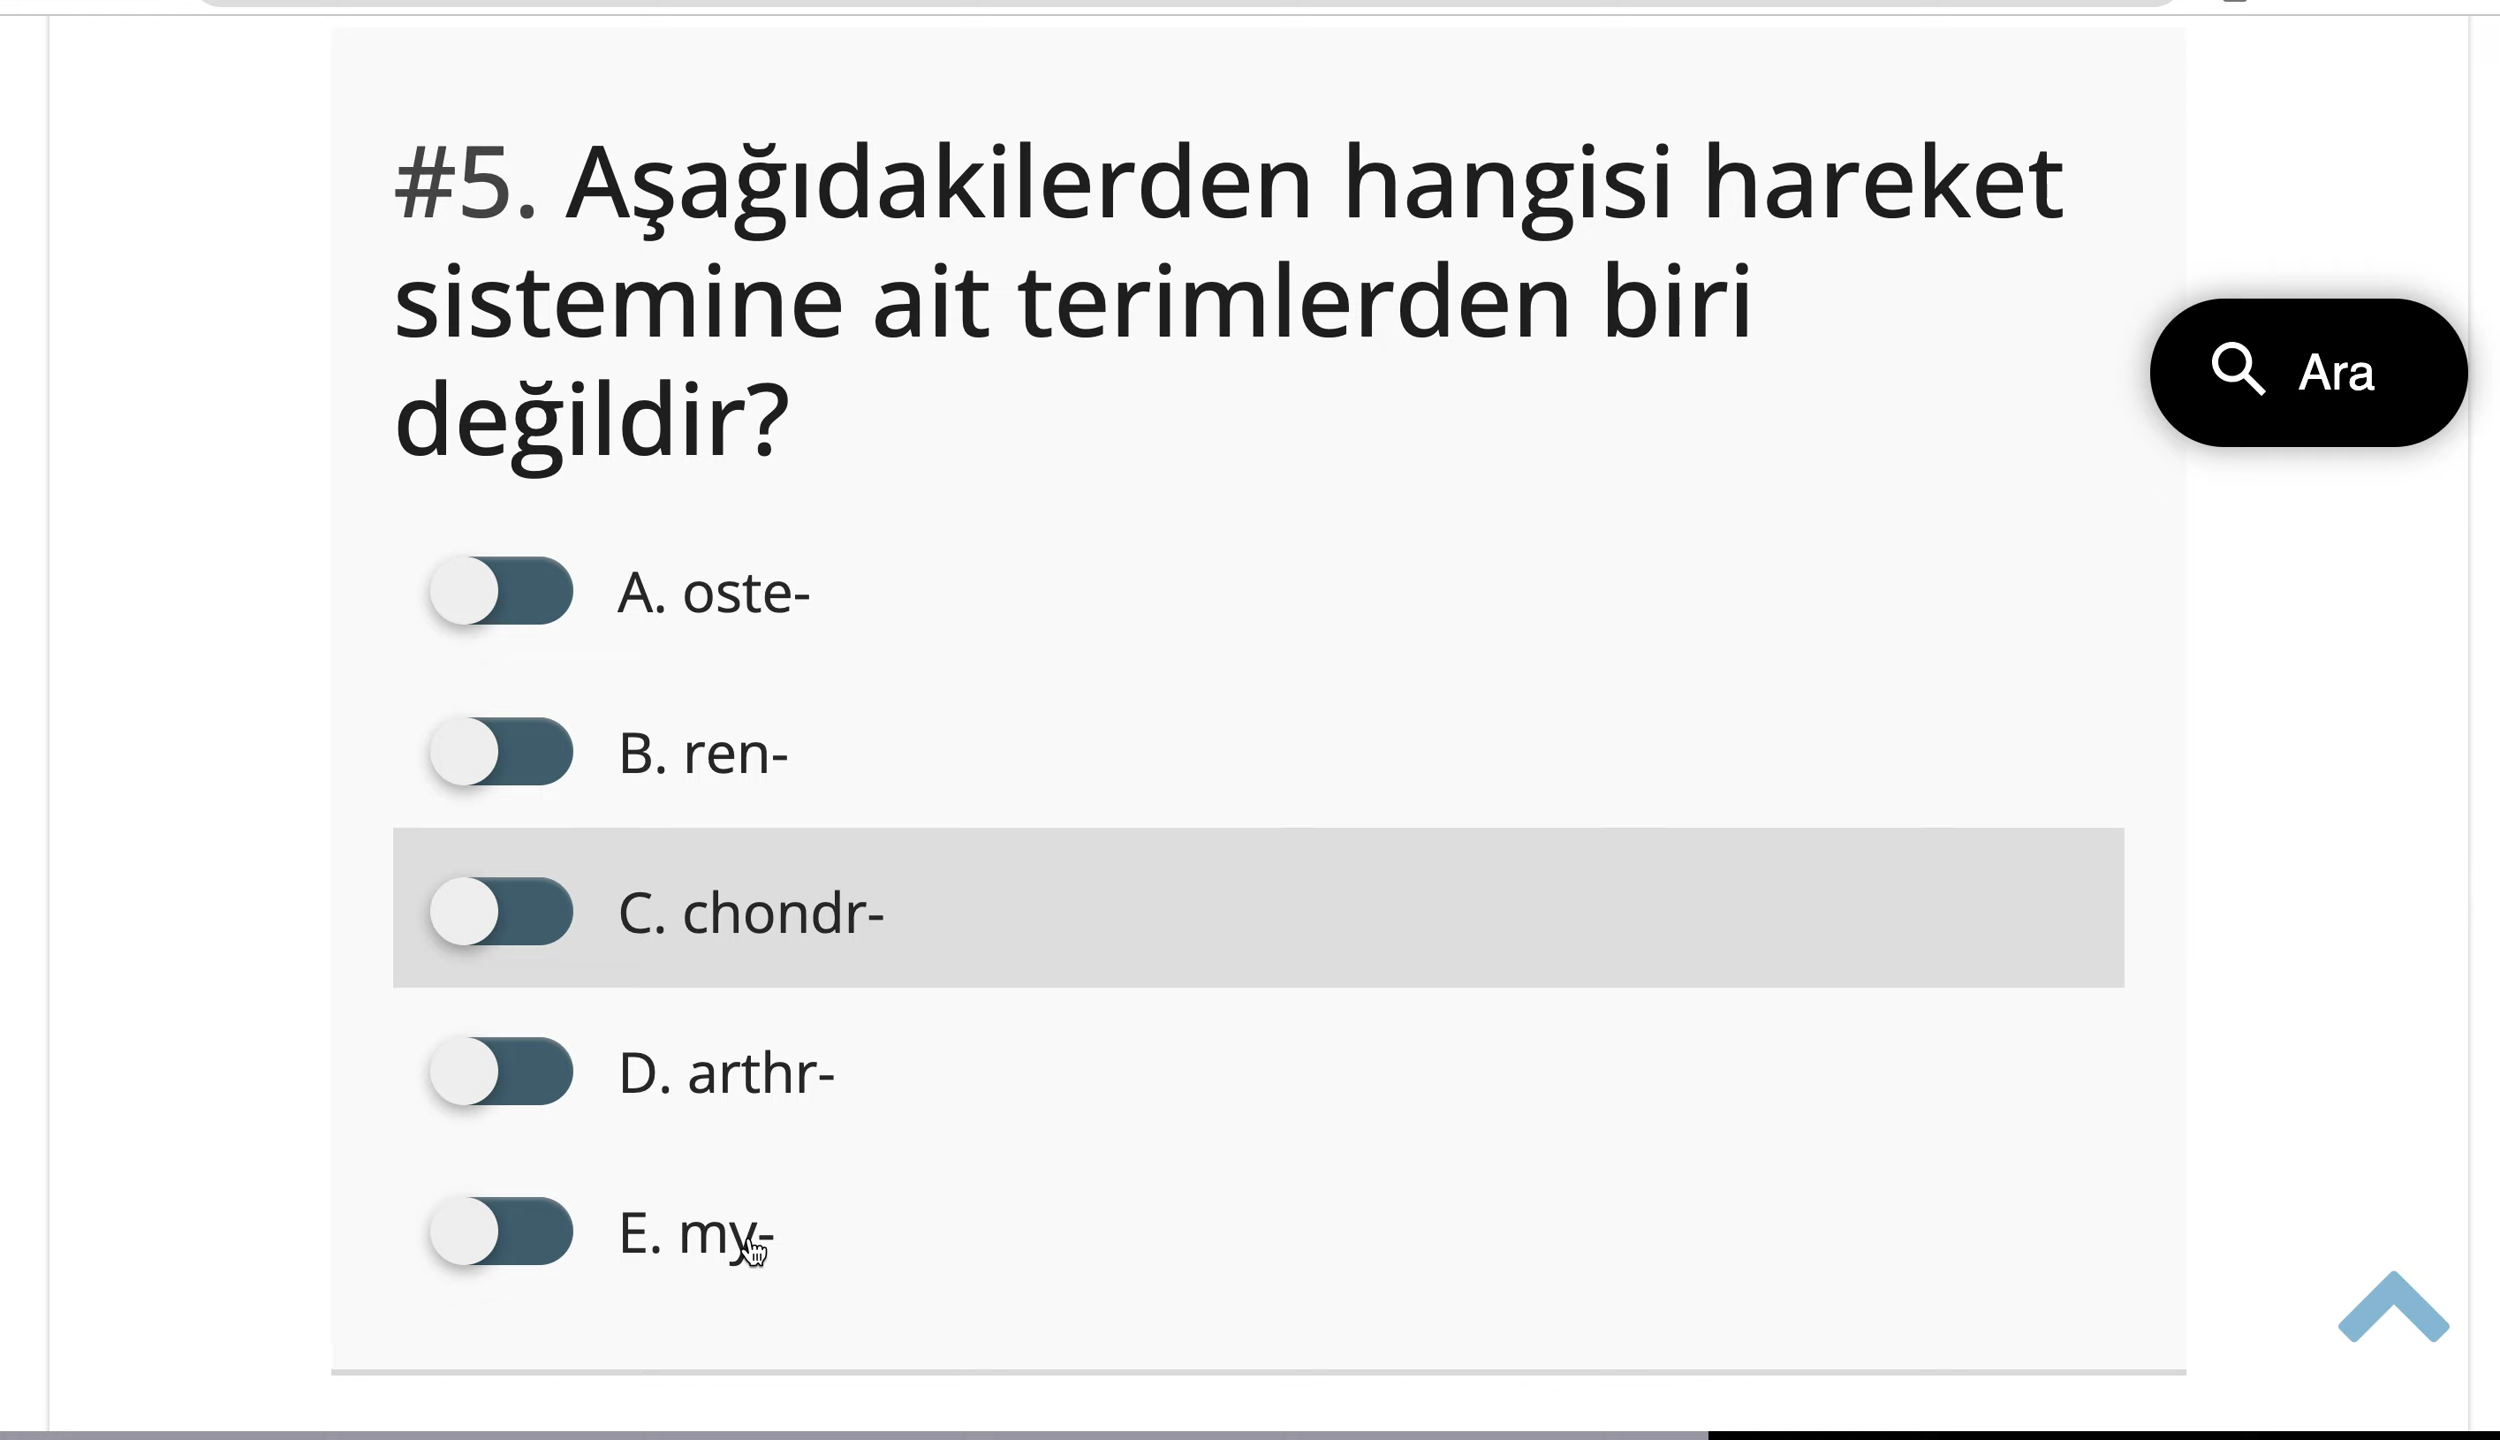 #5. Aşağıdakilerden hangisi hareket
sistemine ait terimlerden biri
değildir?
Ara
A. oste-
B. ren-
C. chondr-
D. arthr-
E. my-